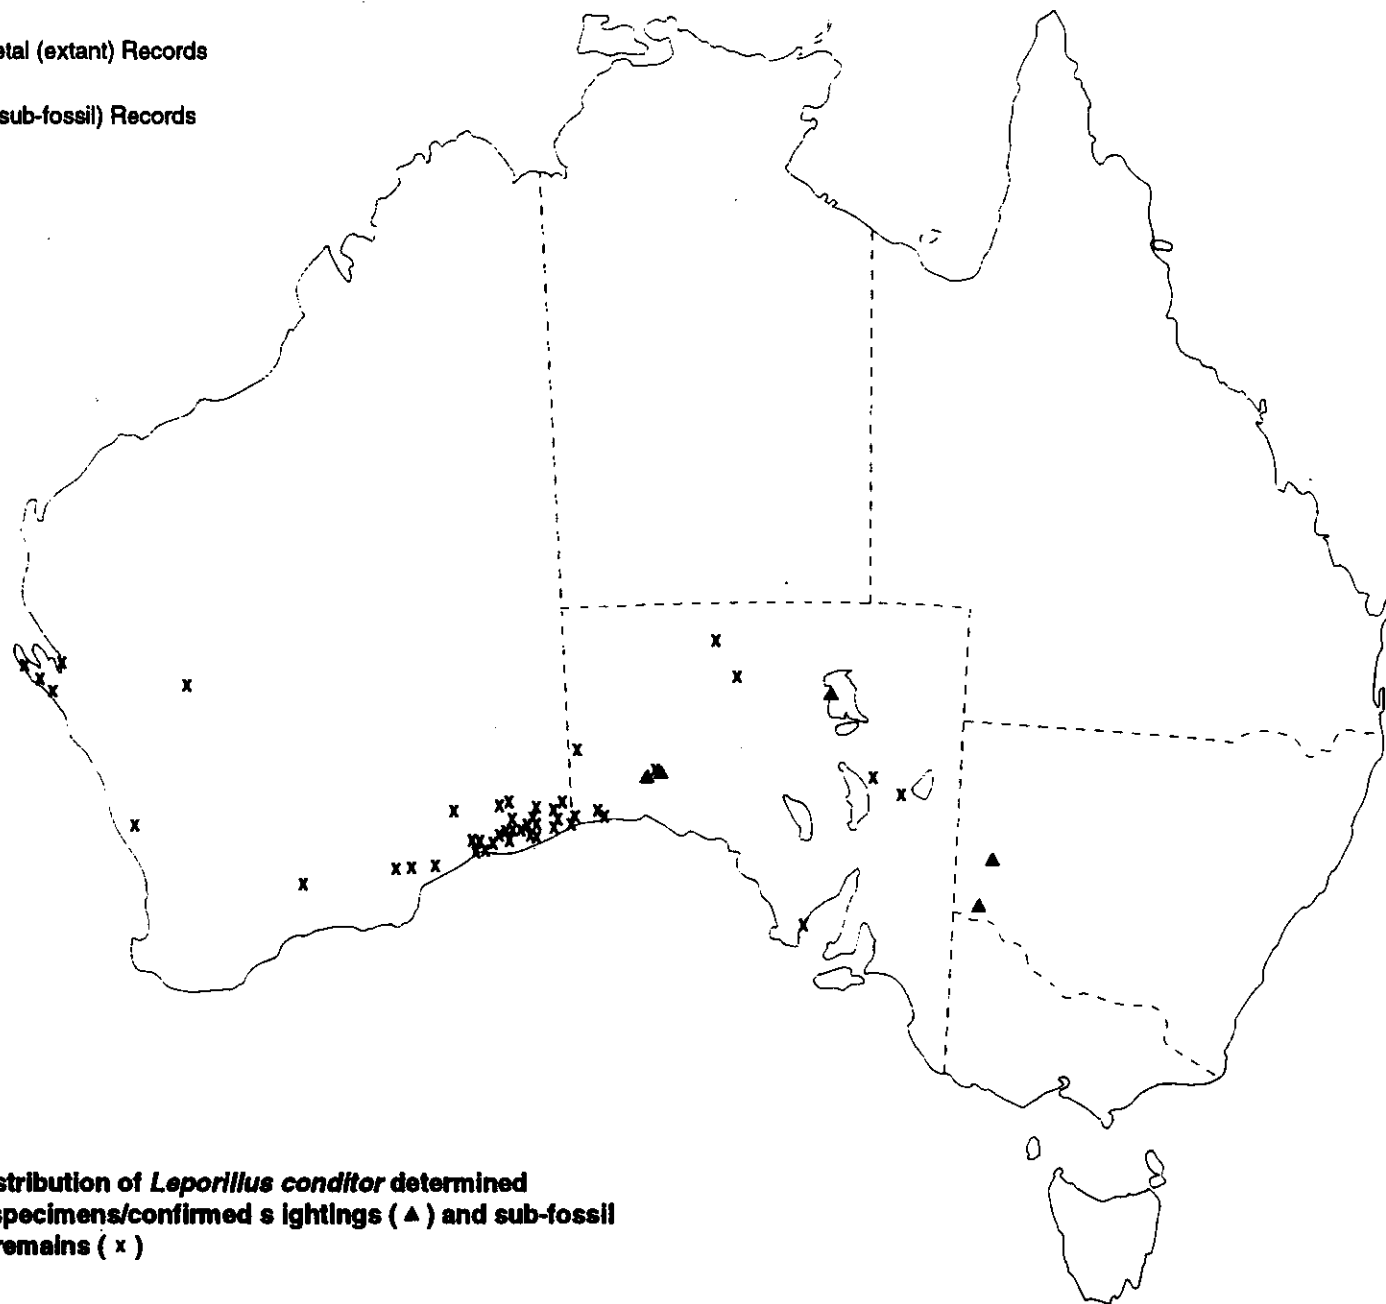 etal (extant) Records
sub-fossil) Records
stribution of Leporillus conditor determined
specimens/confirmed s ightings ( ▲ ) and sub-fossil
remains ( x )